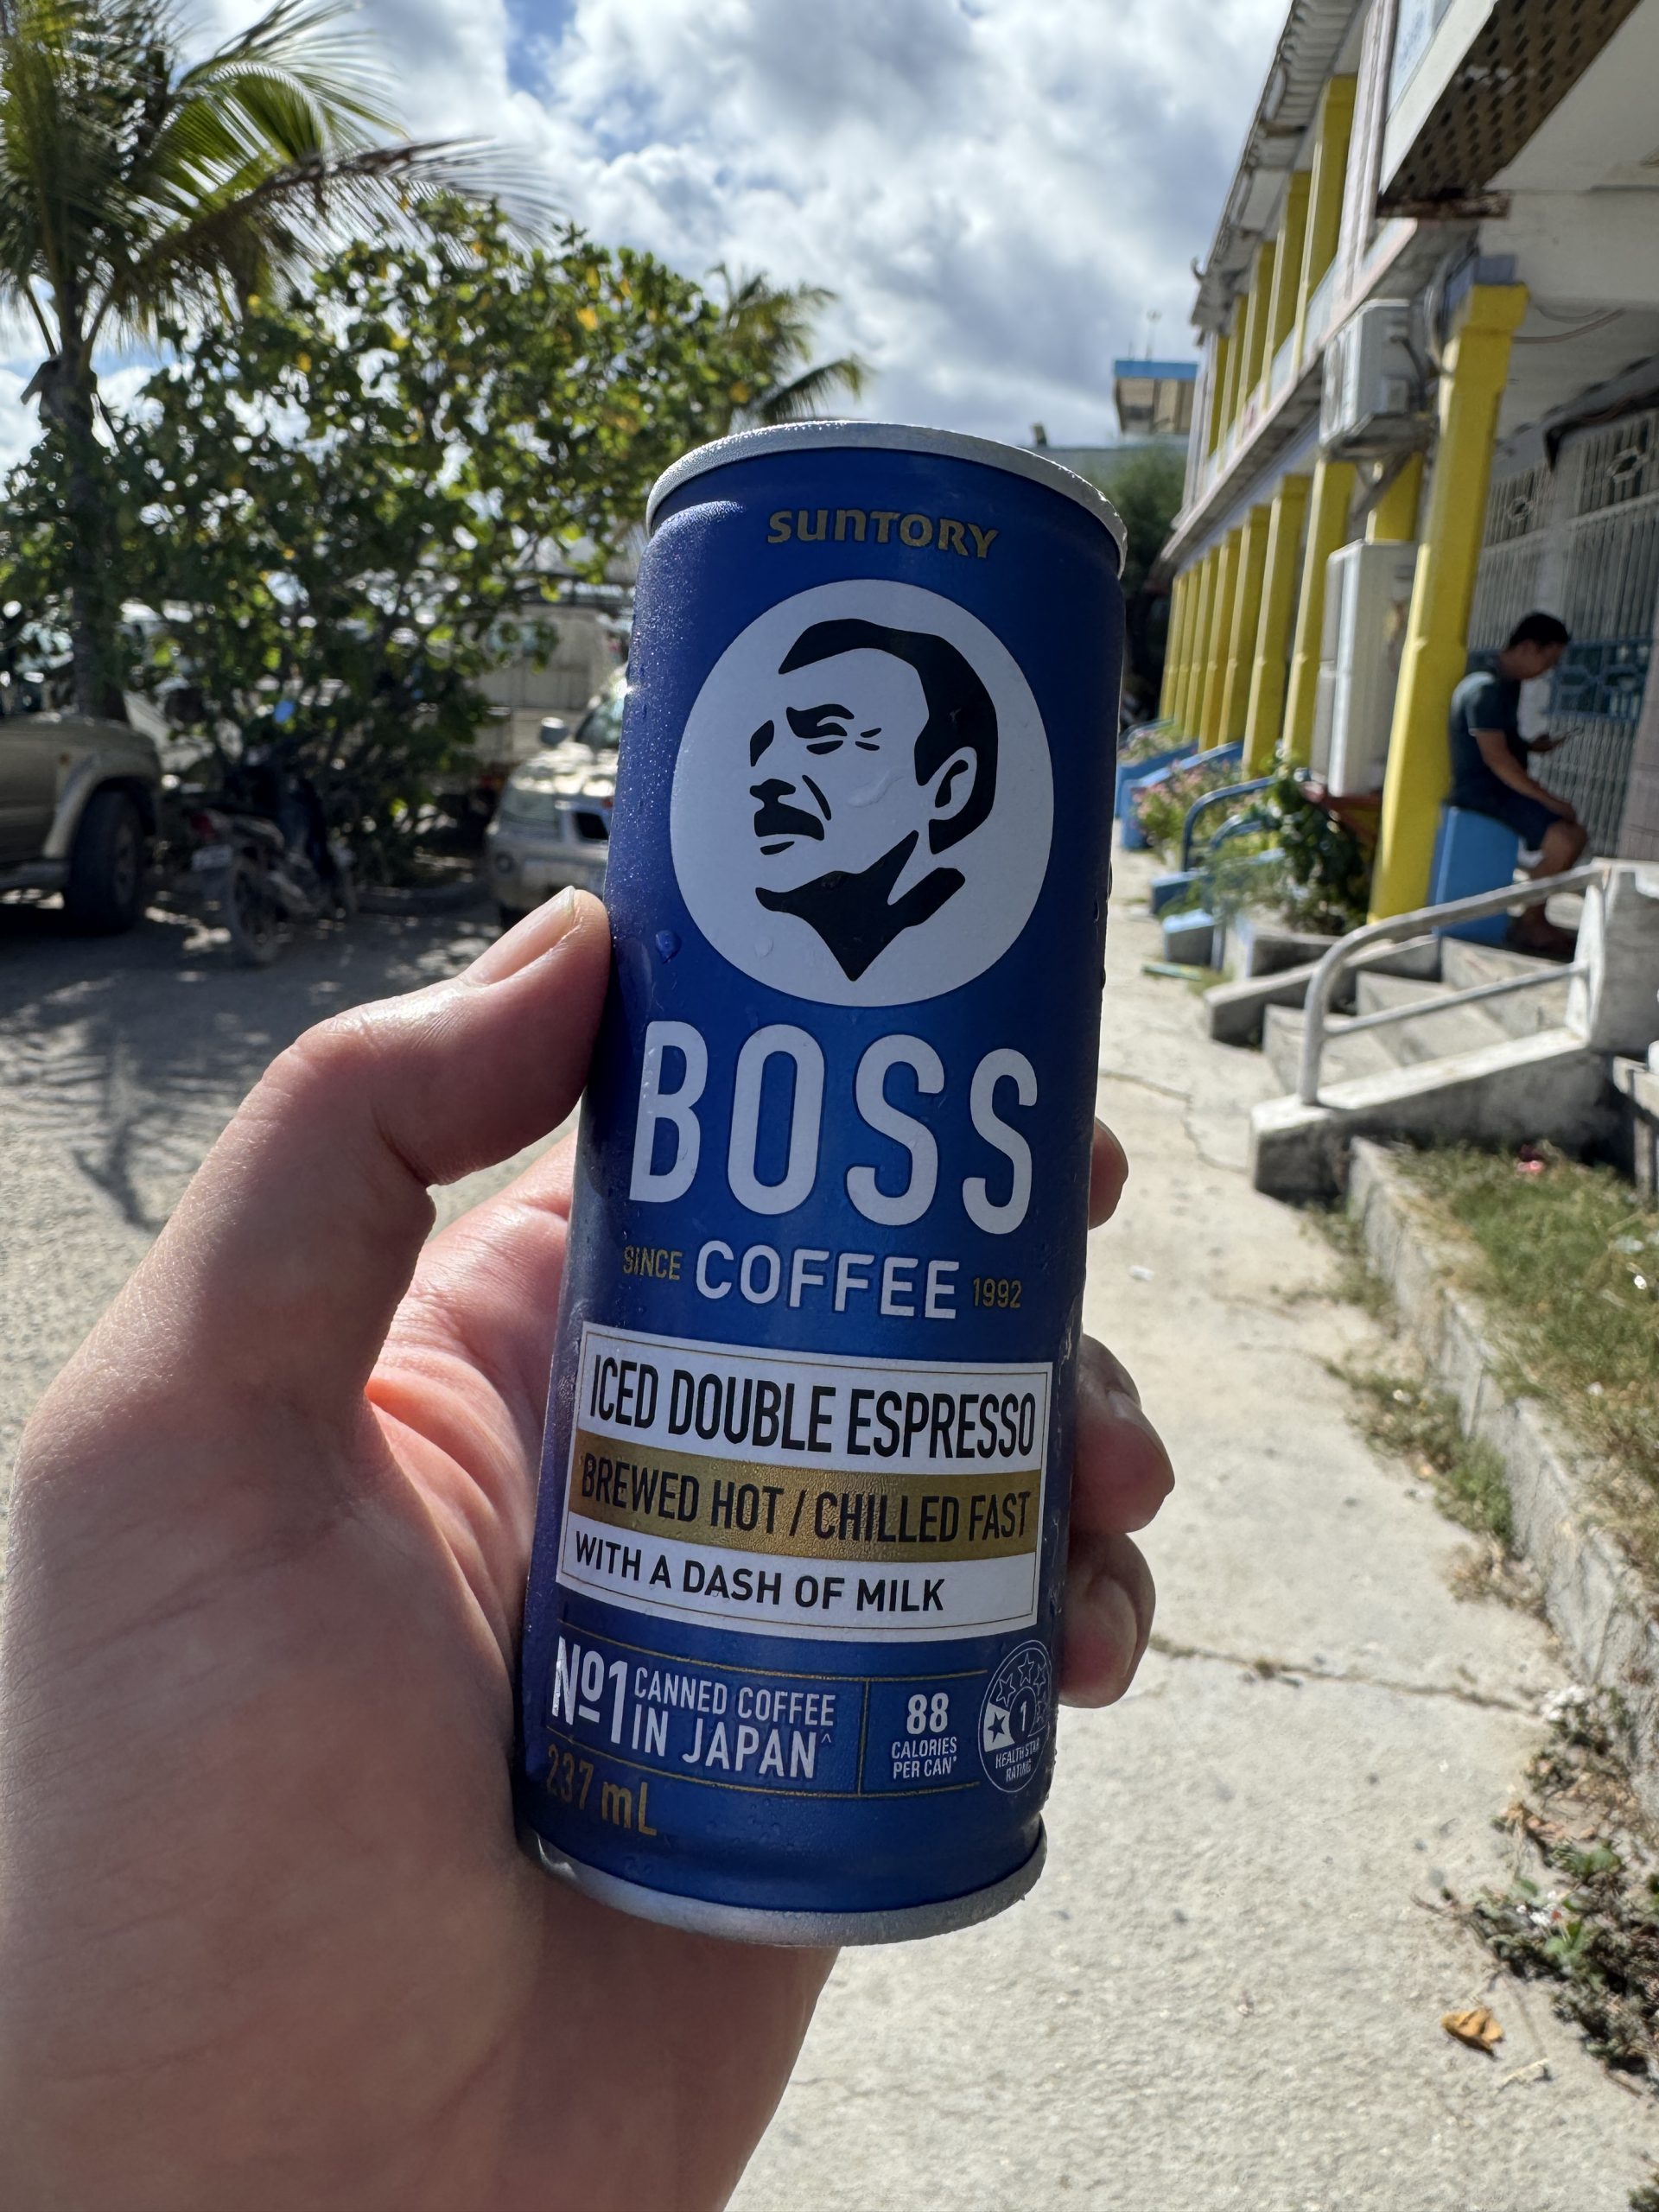 SUNTORY
BOSS
SINCE COFFEE 1992
ICED DOUBLE ESPRESSO
BREWED HOT / CHILLED FAST
WITH A DASH OF MILK
Nº1 CANNED COFFEE
IN JAPAN^
88
CALORIES
PER CAN*
1
HEALTH STAR
RATING
237 mL